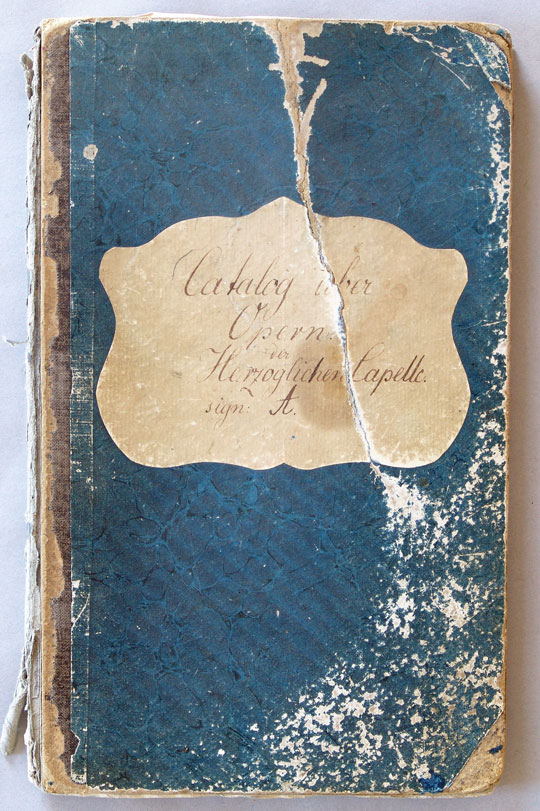 Catalog über
Opern
der
Herzoglichen Capelle.
sign: A.